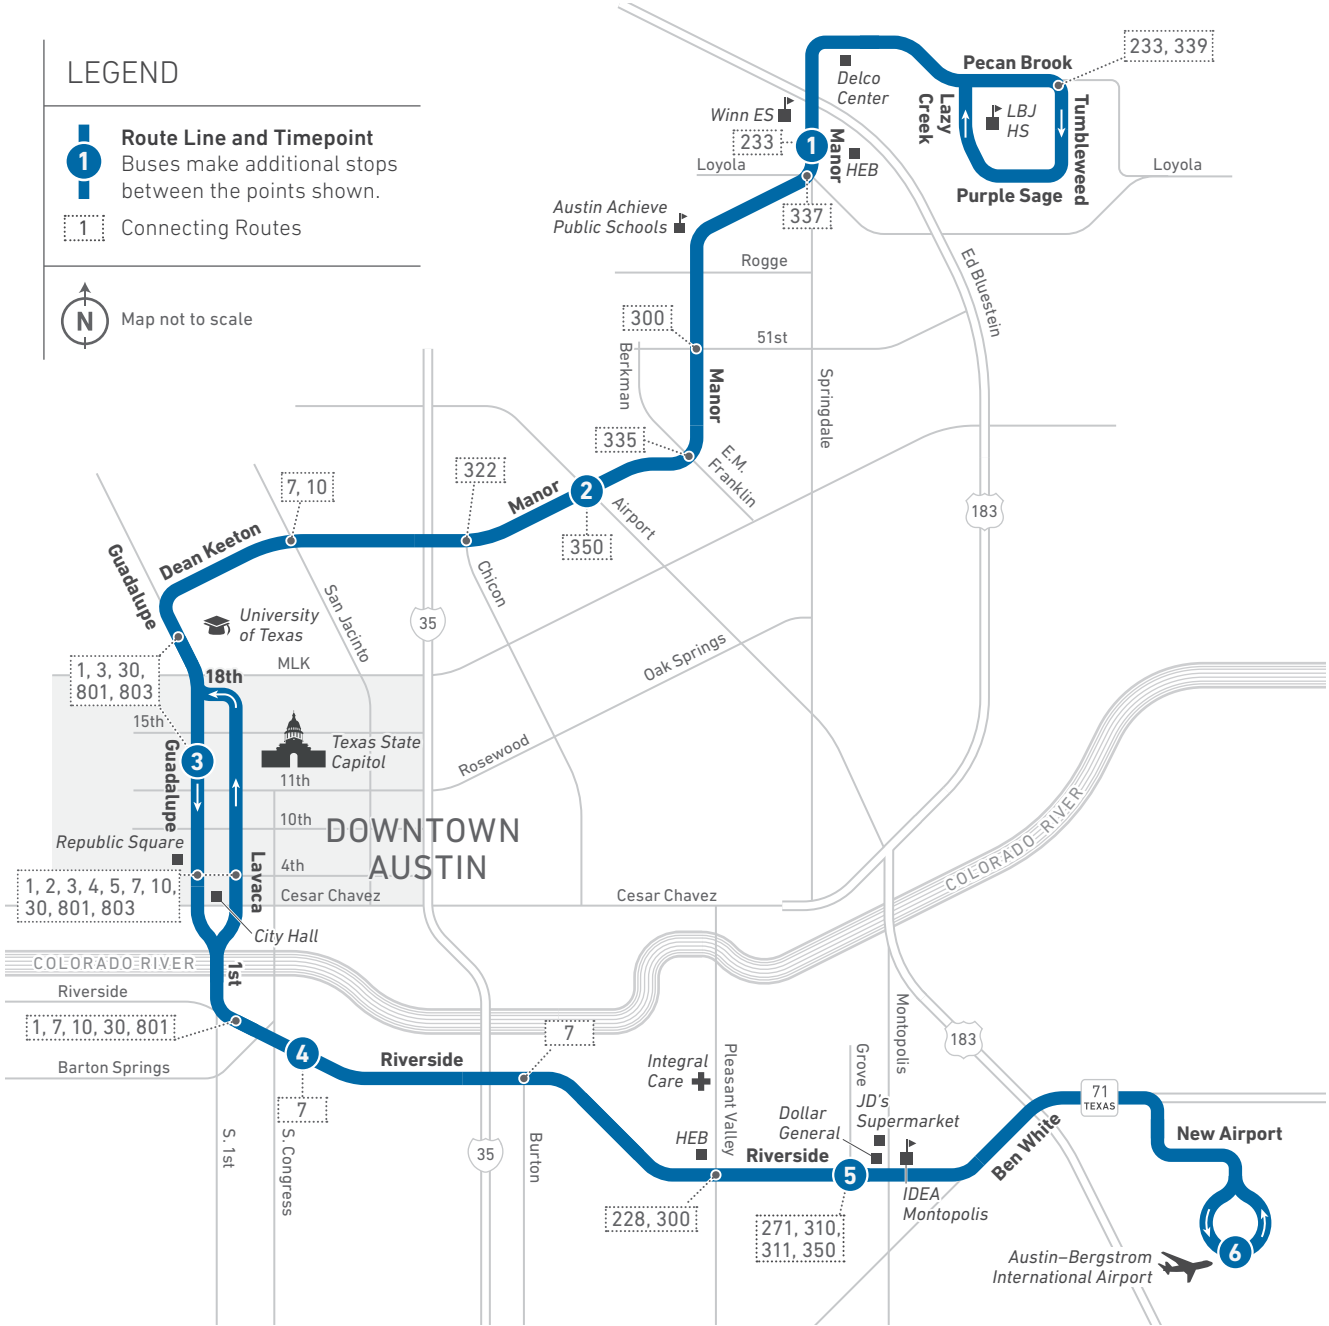 LEGEND
1
Route Line and Timepoint
Buses make additional stops
between the points shown.
1
Connecting Routes
N
Map not to scale
233, 339
Pecan Brook
Delco
Center
Lazy
Creek
LBJ
HS
Tumbleweed
Winn ES
233
1
Manor
HEB
Loyola
Loyola
Purple Sage
337
Austin Achieve
Public Schools
Rogge
Ed Bluestein
300
51st
Berkman
Manor
Springdale
335
E.M.
Franklin
322
7, 10
Manor
2
Airport
183
350
Dean Keeton
Guadalupe
San Jacinto
Chicon
35
University
of Texas
Oak Springs
MLK
1, 3, 30,
801, 803
18th
15th
Guadalupe
3
Texas State
Capitol
Rosewood
11th
10th
DOWNTOWN
AUSTIN
Republic Square
4th
Lavaca
1, 2, 3, 4, 5, 7, 10,
30, 801, 803
Cesar Chavez
Cesar Chavez
COLORADO RIVER
City Hall
COLORADO RIVER
1st
Riverside
1, 7, 10, 30, 801
Barton Springs
4
7
Riverside
7
Montopolis
183
Integral
Care
Pleasant Valley
Grove
JD's
Supermarket
Dollar
General
71
TEXAS
Ben White
New Airport
S. 1st
S. Congress
35
Burton
HEB
Riverside
5
IDEA
Montopolis
228, 300
271, 310,
311, 350
6
Austin–Bergstrom
International Airport